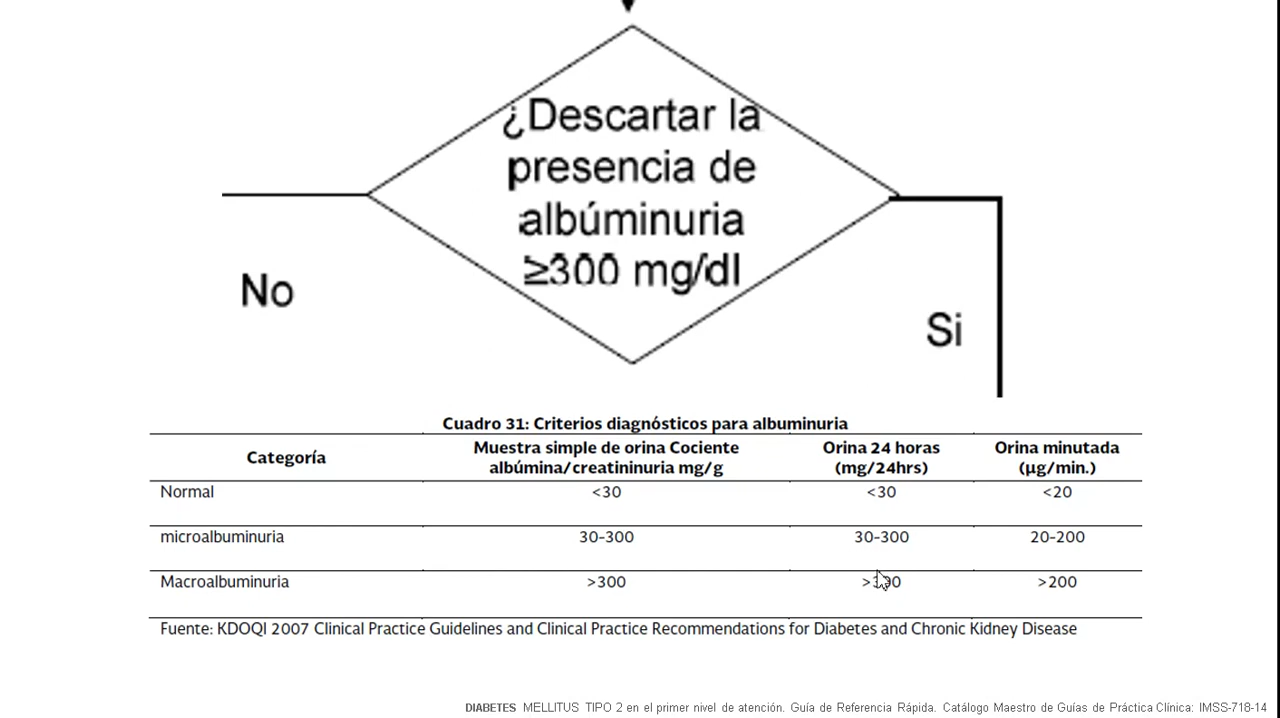 ¿Descartar la
presencia de
albúminuria
≥300 mg/dl
No
Si
Cuadro 31: Criterios diagnósticos para albuminuria
Categoría Muestra simple de orina Cociente albúmina/creatininuria mg/g Orina 24 horas (mg/24hrs) Orina minutada (µg/min.)
Normal <30 <30 <20
microalbuminuria 30-300 30-300 20-200
Macroalbuminuria >300 >200
Fuente: KDOQI 2007 Clinical Practice Guidelines and Clinical Practice Recommendations for Diabetes and Chronic Kidney Disease
DIABETES MELLITUS TIPO 2 en el primer nivel de atención. Guía de Referencia Rápida. Catálogo Maestro de Guías de Práctica Clínica: IMSS-718-14